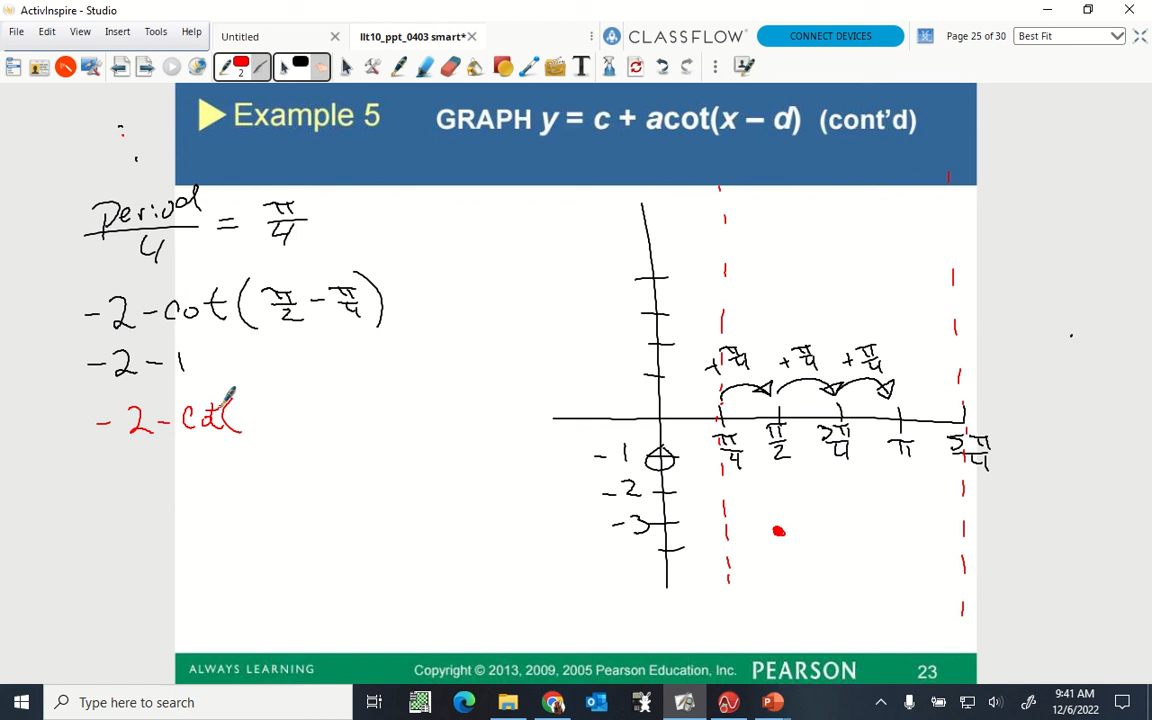 ActivInspire - Studio
File Edit View Insert Tools Help
Untitled
llt10_ppt_0403 smart*
CLASSFLOW
CONNECT DEVICES
Page 25 of 30
Best Fit
2
Example 5
GRAPH y = c + acot(x – d) (cont'd)
Period/4 = π/4
-2-cot(π/2 - π/4)
-2-1
-2-cot(
+π/4 +π/4 +π/4
π/4 π/2 3π/4 π 5π/4
-1
-2
-3
ALWAYS LEARNING
Copyright © 2013, 2009, 2005 Pearson Education, Inc.
PEARSON
23
Type here to search
9:41 AM
12/6/2022